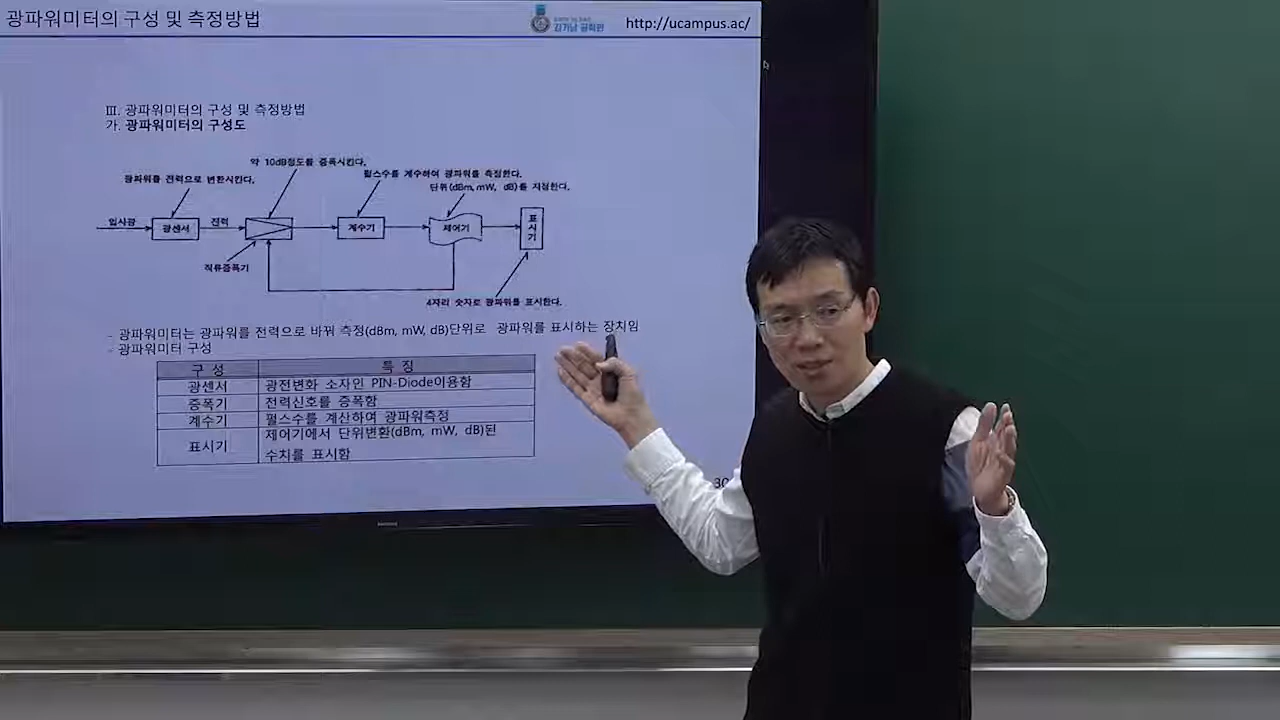 광파워미터의 구성 및 측정방법
김기남 공학관
http://ucampus.ac/
Ⅲ. 광파워미터의 구성 및 측정방법
가. 광파워미터의 구성도
약 10dB정도를 증폭시킨다.
광파워를 전력으로 변환시킨다.
펄스수를 계수하여 광파워를 측정한다.
단위(dBm, mW, dB)를 지정한다.
입사광
광센서
전력
계수기
제어기
표시기
직류증폭기
4자리 숫자로 광파워를 표시한다.
- 광파워미터는 광파워를 전력으로 바꿔 측정(dBm, mW, dB)단위로 광파워를 표시하는 장치임
- 광파워미터 구성
구 성 특 징
광센서 광전변화 소자인 PIN-Diode이용함
증폭기 전력신호를 증폭함
계수기 펄스수를 계산하여 광파워측정
표시기 제어기에서 단위변환(dBm, mW, dB)된
수치를 표시함
30